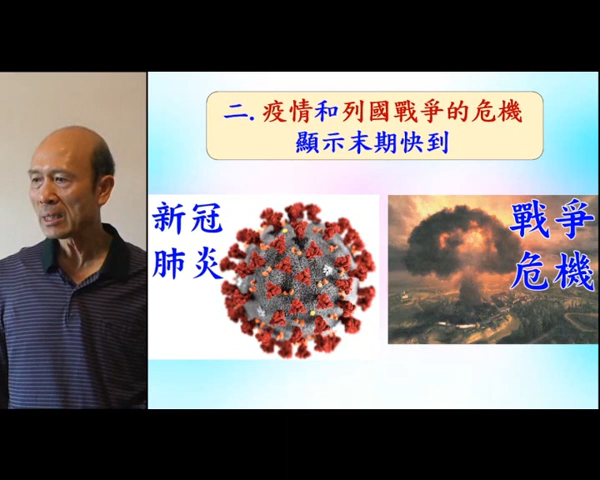 二. 疫情和列國戰爭的危機
顯示末期快到
新冠
肺炎
戰爭
危機